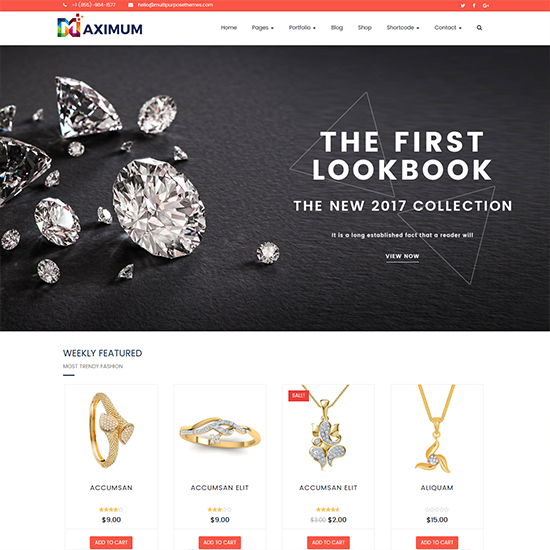 +1 (856)-984-1577 hello@multipurposethemes.com
MAXIMUM
Home Pages Portfolio Blog Shop Shortcode Contact
THE FIRST
LOOKBOOK
THE NEW 2017 COLLECTION
It is a long established fact that a reader will
VIEW NOW
WEEKLY FEATURED
MOST TRENDY FASHION
SALE!
ACCUMSAN ACCUMSAN ELIT ACCUMSAN ELIT ALIQUAM
$9.00 $9.00 $3.00 $2.00 $15.00
ADD TO CART ADD TO CART ADD TO CART ADD TO CART